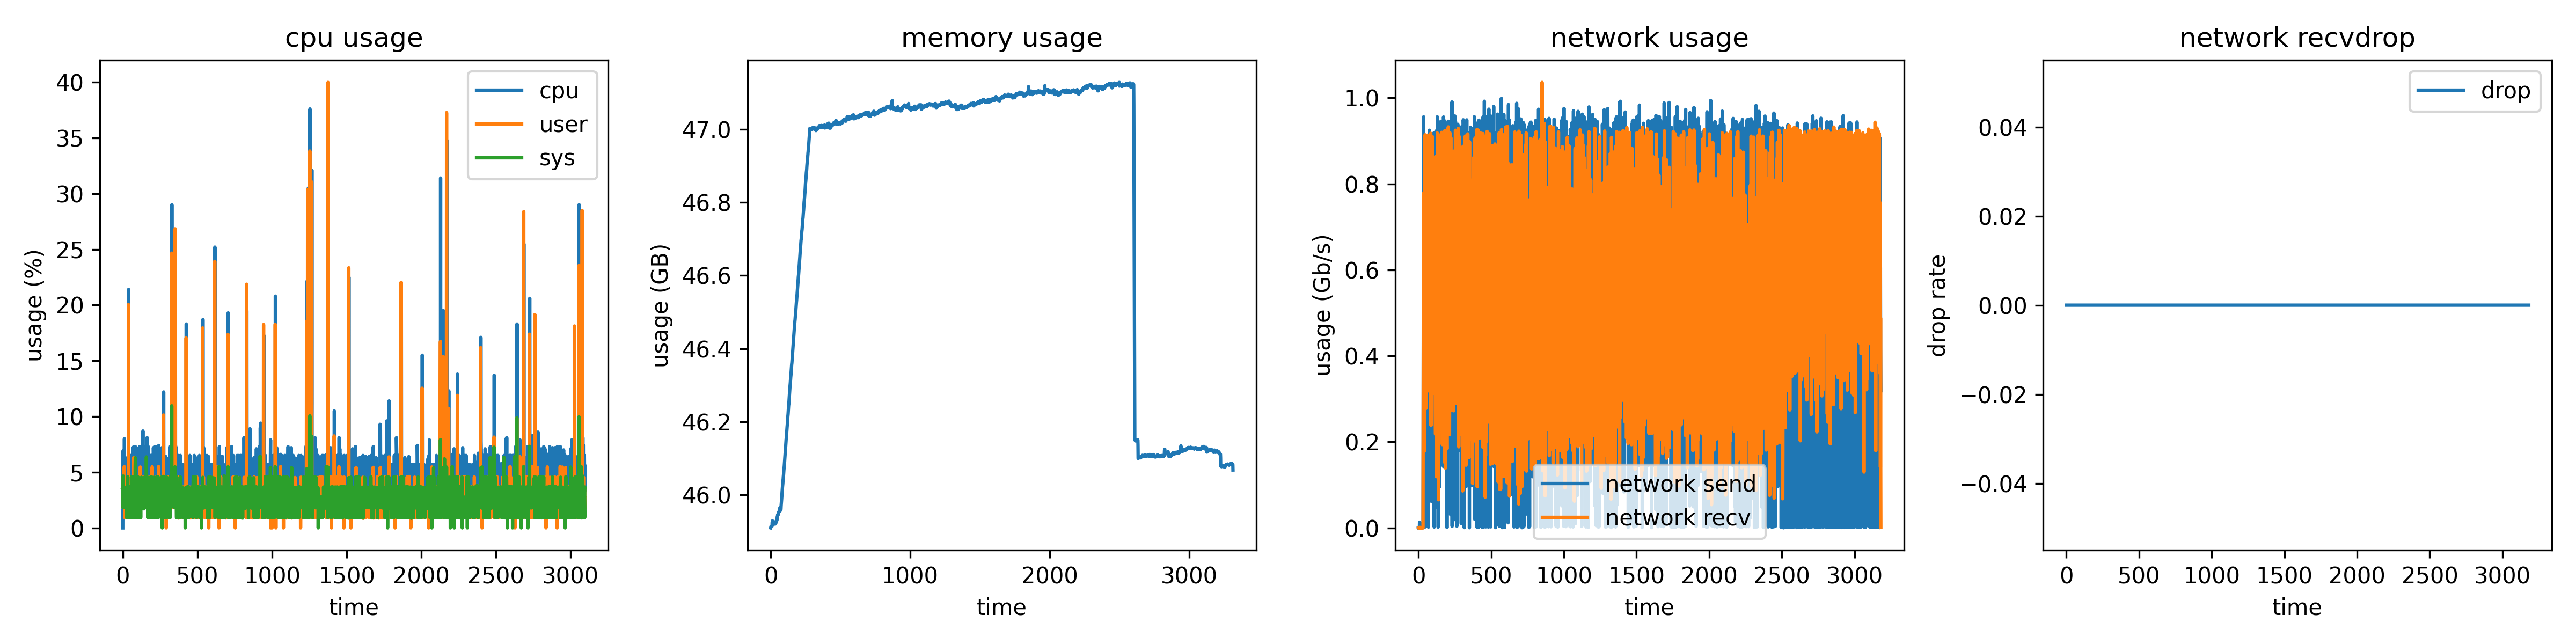 cpu usage
usage (%)
40
35
30
25
20
15
10
5
0
cpu
user
sys
0 500 1000 1500 2000 2500 3000
time
memory usage
usage (GB)
47.0
46.8
46.6
46.4
46.2
46.0
0 1000 2000 3000
time
network usage
usage (Gb/s)
1.0
0.8
0.6
0.4
0.2
0.0
network send
network recv
0 500 1000 1500 2000 2500 3000
time
network recvdrop
drop rate
0.04
0.02
0.00
−0.02
−0.04
drop
0 500 1000 1500 2000 2500 3000
time